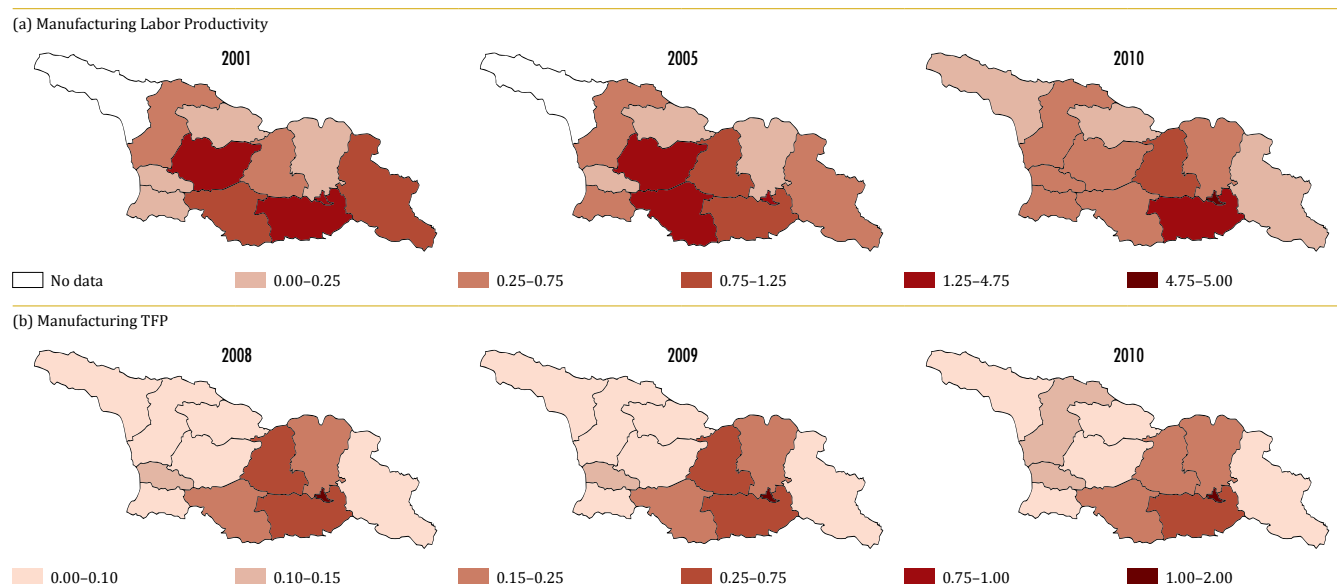 (a) Manufacturing Labor Productivity
2001 2005 2010
No data 0.00–0.25 0.25–0.75 0.75–1.25 1.25–4.75 4.75–5.00
(b) Manufacturing TFP
2008 2009 2010
0.00–0.10 0.10–0.15 0.15–0.25 0.25–0.75 0.75–1.00 1.00–2.00